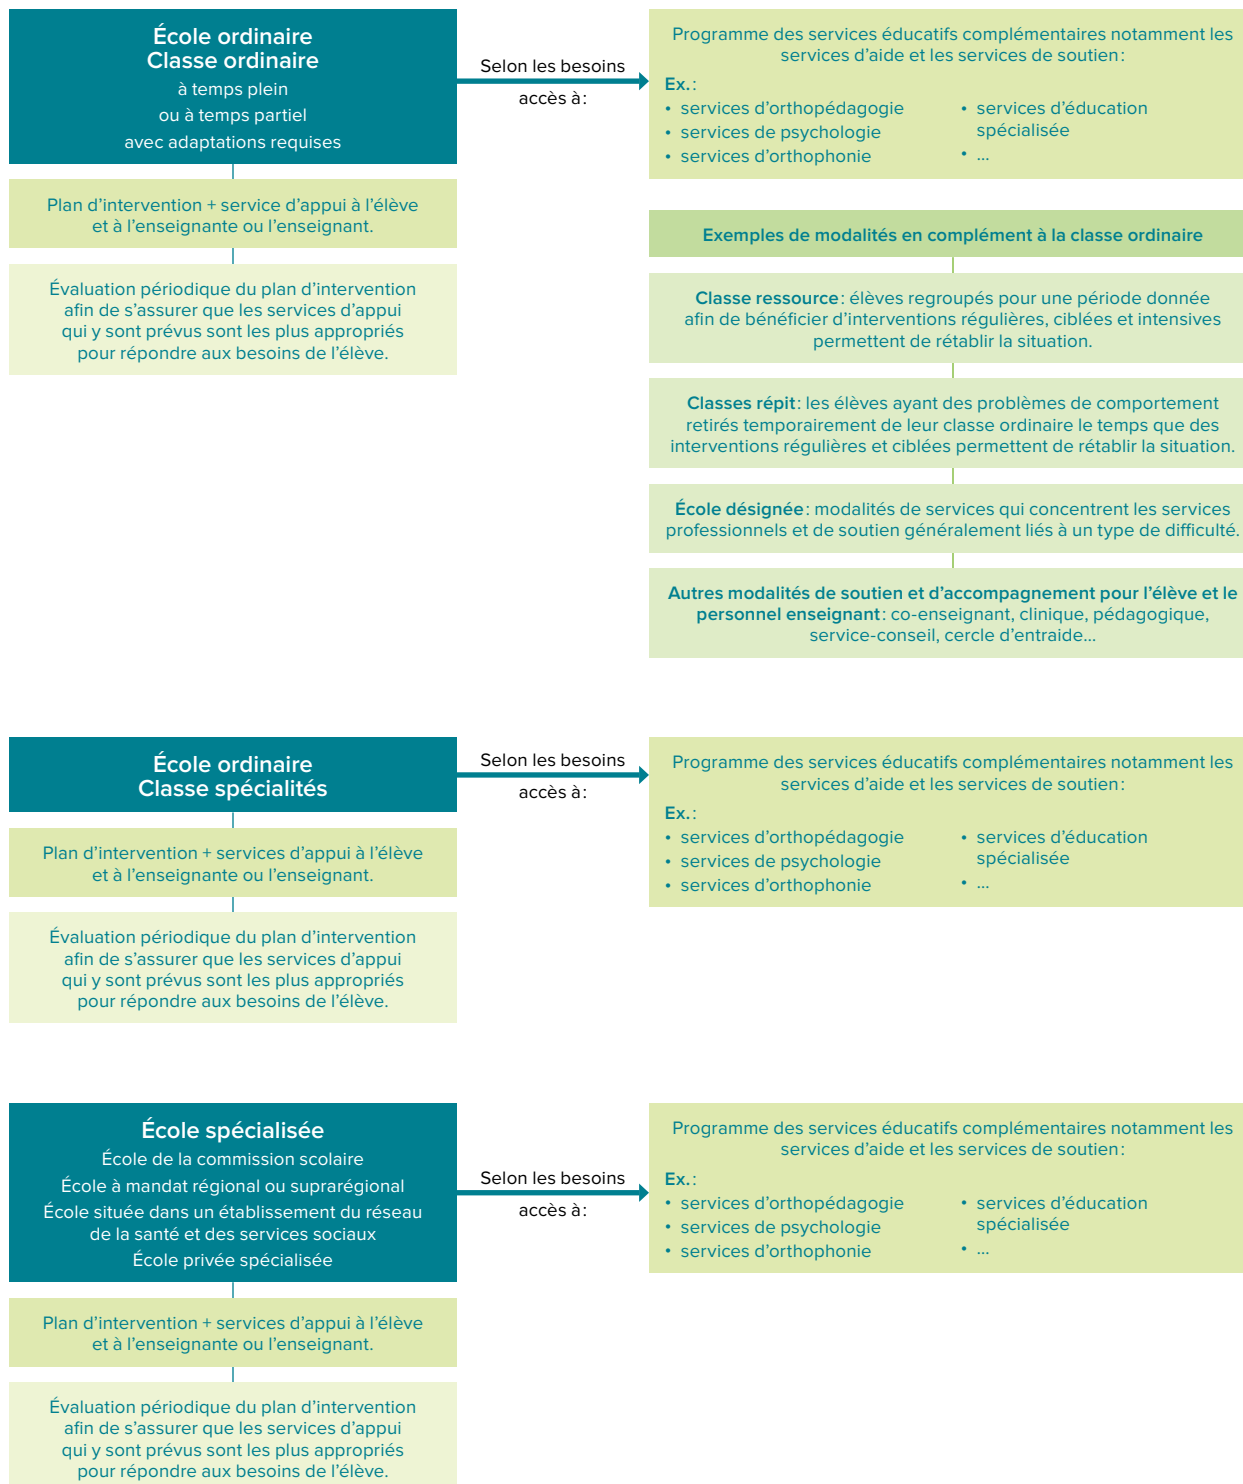 École ordinaire
Classe ordinaire
à temps plein
ou à temps partiel
avec adaptations requises
Plan d'intervention + service d'appui à l'élève
et à l'enseignante ou l'enseignant.
Évaluation périodique du plan d'intervention
afin de s'assurer que les services d'appui
qui y sont prévus sont les plus appropriés
pour répondre aux besoins de l'élève.
Selon les besoins
accès à :
Programme des services éducatifs complémentaires notamment les
services d'aide et les services de soutien :
Ex. :
• services d'orthopédagogie
• services de psychologie
• services d'orthophonie
• services d'éducation
spécialisée
• ...
Exemples de modalités en complément à la classe ordinaire
Classe ressource : élèves regroupés pour une période donnée
afin de bénéficier d'interventions régulières, ciblées et intensives
permettent de rétablir la situation.
Classes répit : les élèves ayant des problèmes de comportement
retirés temporairement de leur classe ordinaire le temps que des
interventions régulières et ciblées permettent de rétablir la situation.
École désignée : modalités de services qui concentrent les services
professionnels et de soutien généralement liés à un type de difficulté.
Autres modalités de soutien et d'accompagnement pour l'élève et le
personnel enseignant : co-enseignant, clinique, pédagogique,
service-conseil, cercle d'entraide...
École ordinaire
Classe spécialités
Plan d'intervention + services d'appui à l'élève
et à l'enseignante ou l'enseignant.
Évaluation périodique du plan d'intervention
afin de s'assurer que les services d'appui
qui y sont prévus sont les plus appropriés
pour répondre aux besoins de l'élève.
Selon les besoins
accès à :
Programme des services éducatifs complémentaires notamment les
services d'aide et les services de soutien :
Ex. :
• services d'orthopédagogie
• services de psychologie
• services d'orthophonie
• services d'éducation
spécialisée
• ...
École spécialisée
École de la commission scolaire
École à mandat régional ou suprarégional
École située dans un établissement du réseau
de la santé et des services sociaux
École privée spécialisée
Plan d'intervention + services d'appui à l'élève
et à l'enseignante ou l'enseignant.
Évaluation périodique du plan d'intervention
afin de s'assurer que les services d'appui
qui y sont prévus sont les plus appropriés
pour répondre aux besoins de l'élève.
Selon les besoins
accès à :
Programme des services éducatifs complémentaires notamment les
services d'aide et les services de soutien :
Ex. :
• services d'orthopédagogie
• services de psychologie
• services d'orthophonie
• services d'éducation
spécialisée
• ...